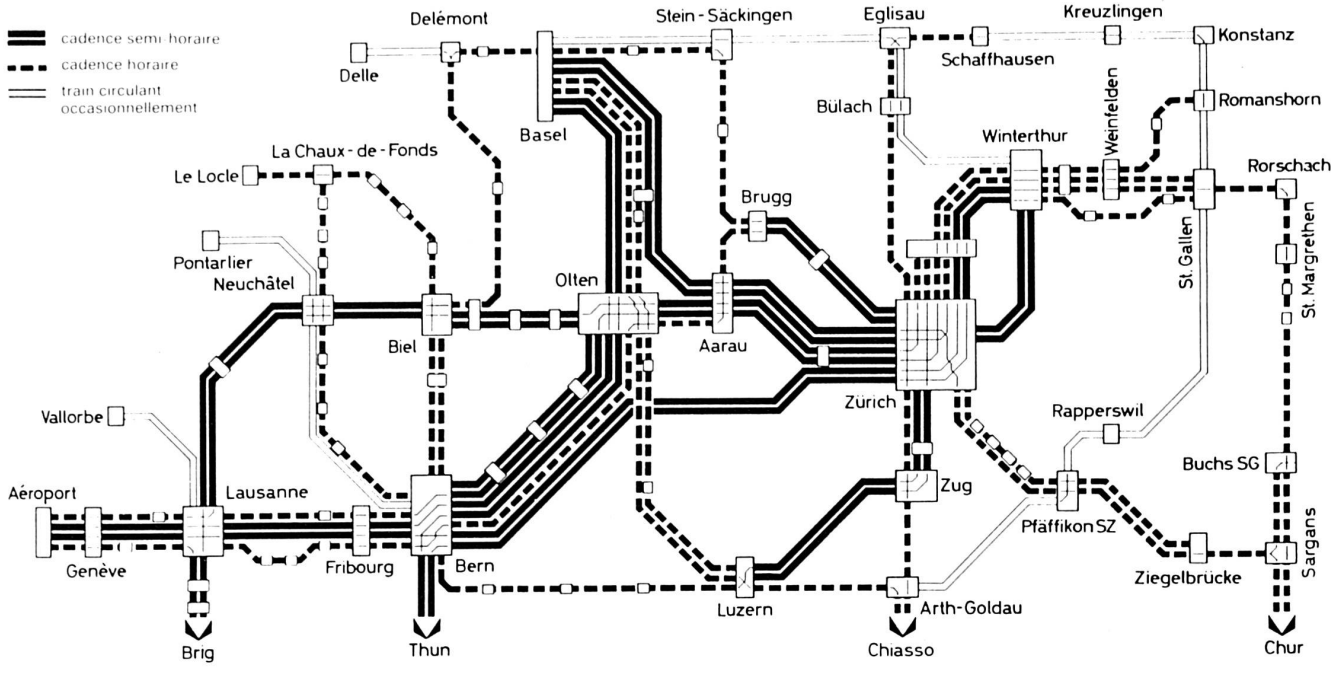 cadence semi-horaire
cadence horaire
train circulant
occasionnellement
Delémont
Stein-Säckingen
Eglisau
Kreuzlingen
Delle
Schaffhausen
Konstanz
Basel
Bülach
Winterthur
Weinfelden
Romanshorn
La Chaux-de-Fonds
Le Locle
Rorschach
Brugg
Pontarlier
Neuchâtel
Olten
St. Gallen
St. Margrethen
Biel
Aarau
Zürich
Vallorbe
Rapperswil
Buchs SG
Aéroport
Lausanne
Zug
Pfäffikon SZ
Genève
Fribourg
Bern
Luzern
Arth-Goldau
Ziegelbrücke
Sargans
Brig
Thun
Chiasso
Chur